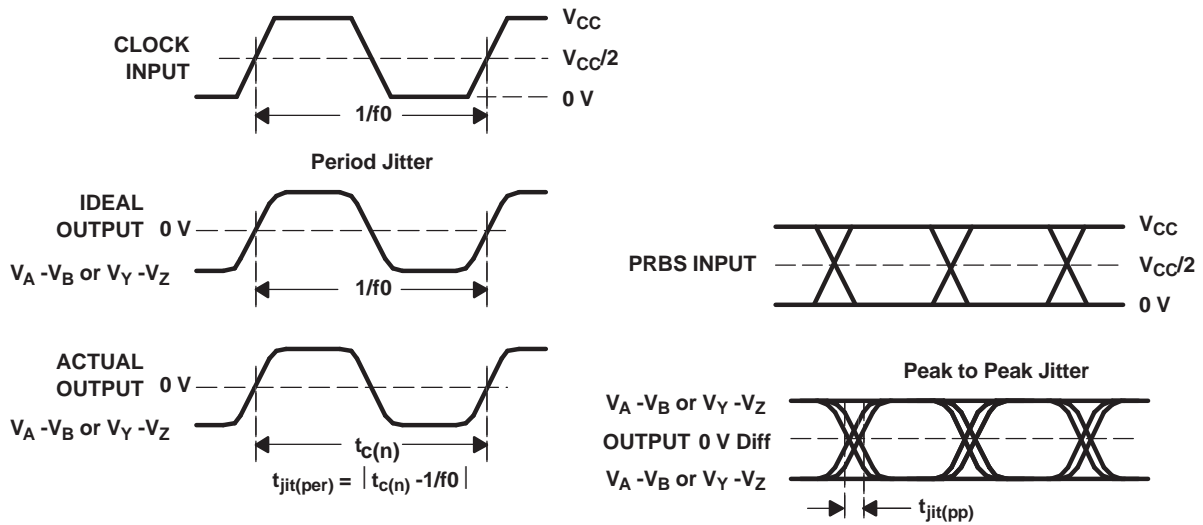 CLOCK
INPUT
V_CC
V_CC/2
0 V
1/f0
Period Jitter
IDEAL
OUTPUT 0 V
V_A -V_B or V_Y -V_Z
1/f0
ACTUAL
OUTPUT 0 V
V_A -V_B or V_Y -V_Z
t_c(n)
t_jit(per) = | t_c(n) -1/f0 |
PRBS INPUT
V_CC
V_CC/2
0 V
Peak to Peak Jitter
V_A -V_B or V_Y -V_Z
OUTPUT 0 V Diff
V_A -V_B or V_Y -V_Z
t_jit(pp)